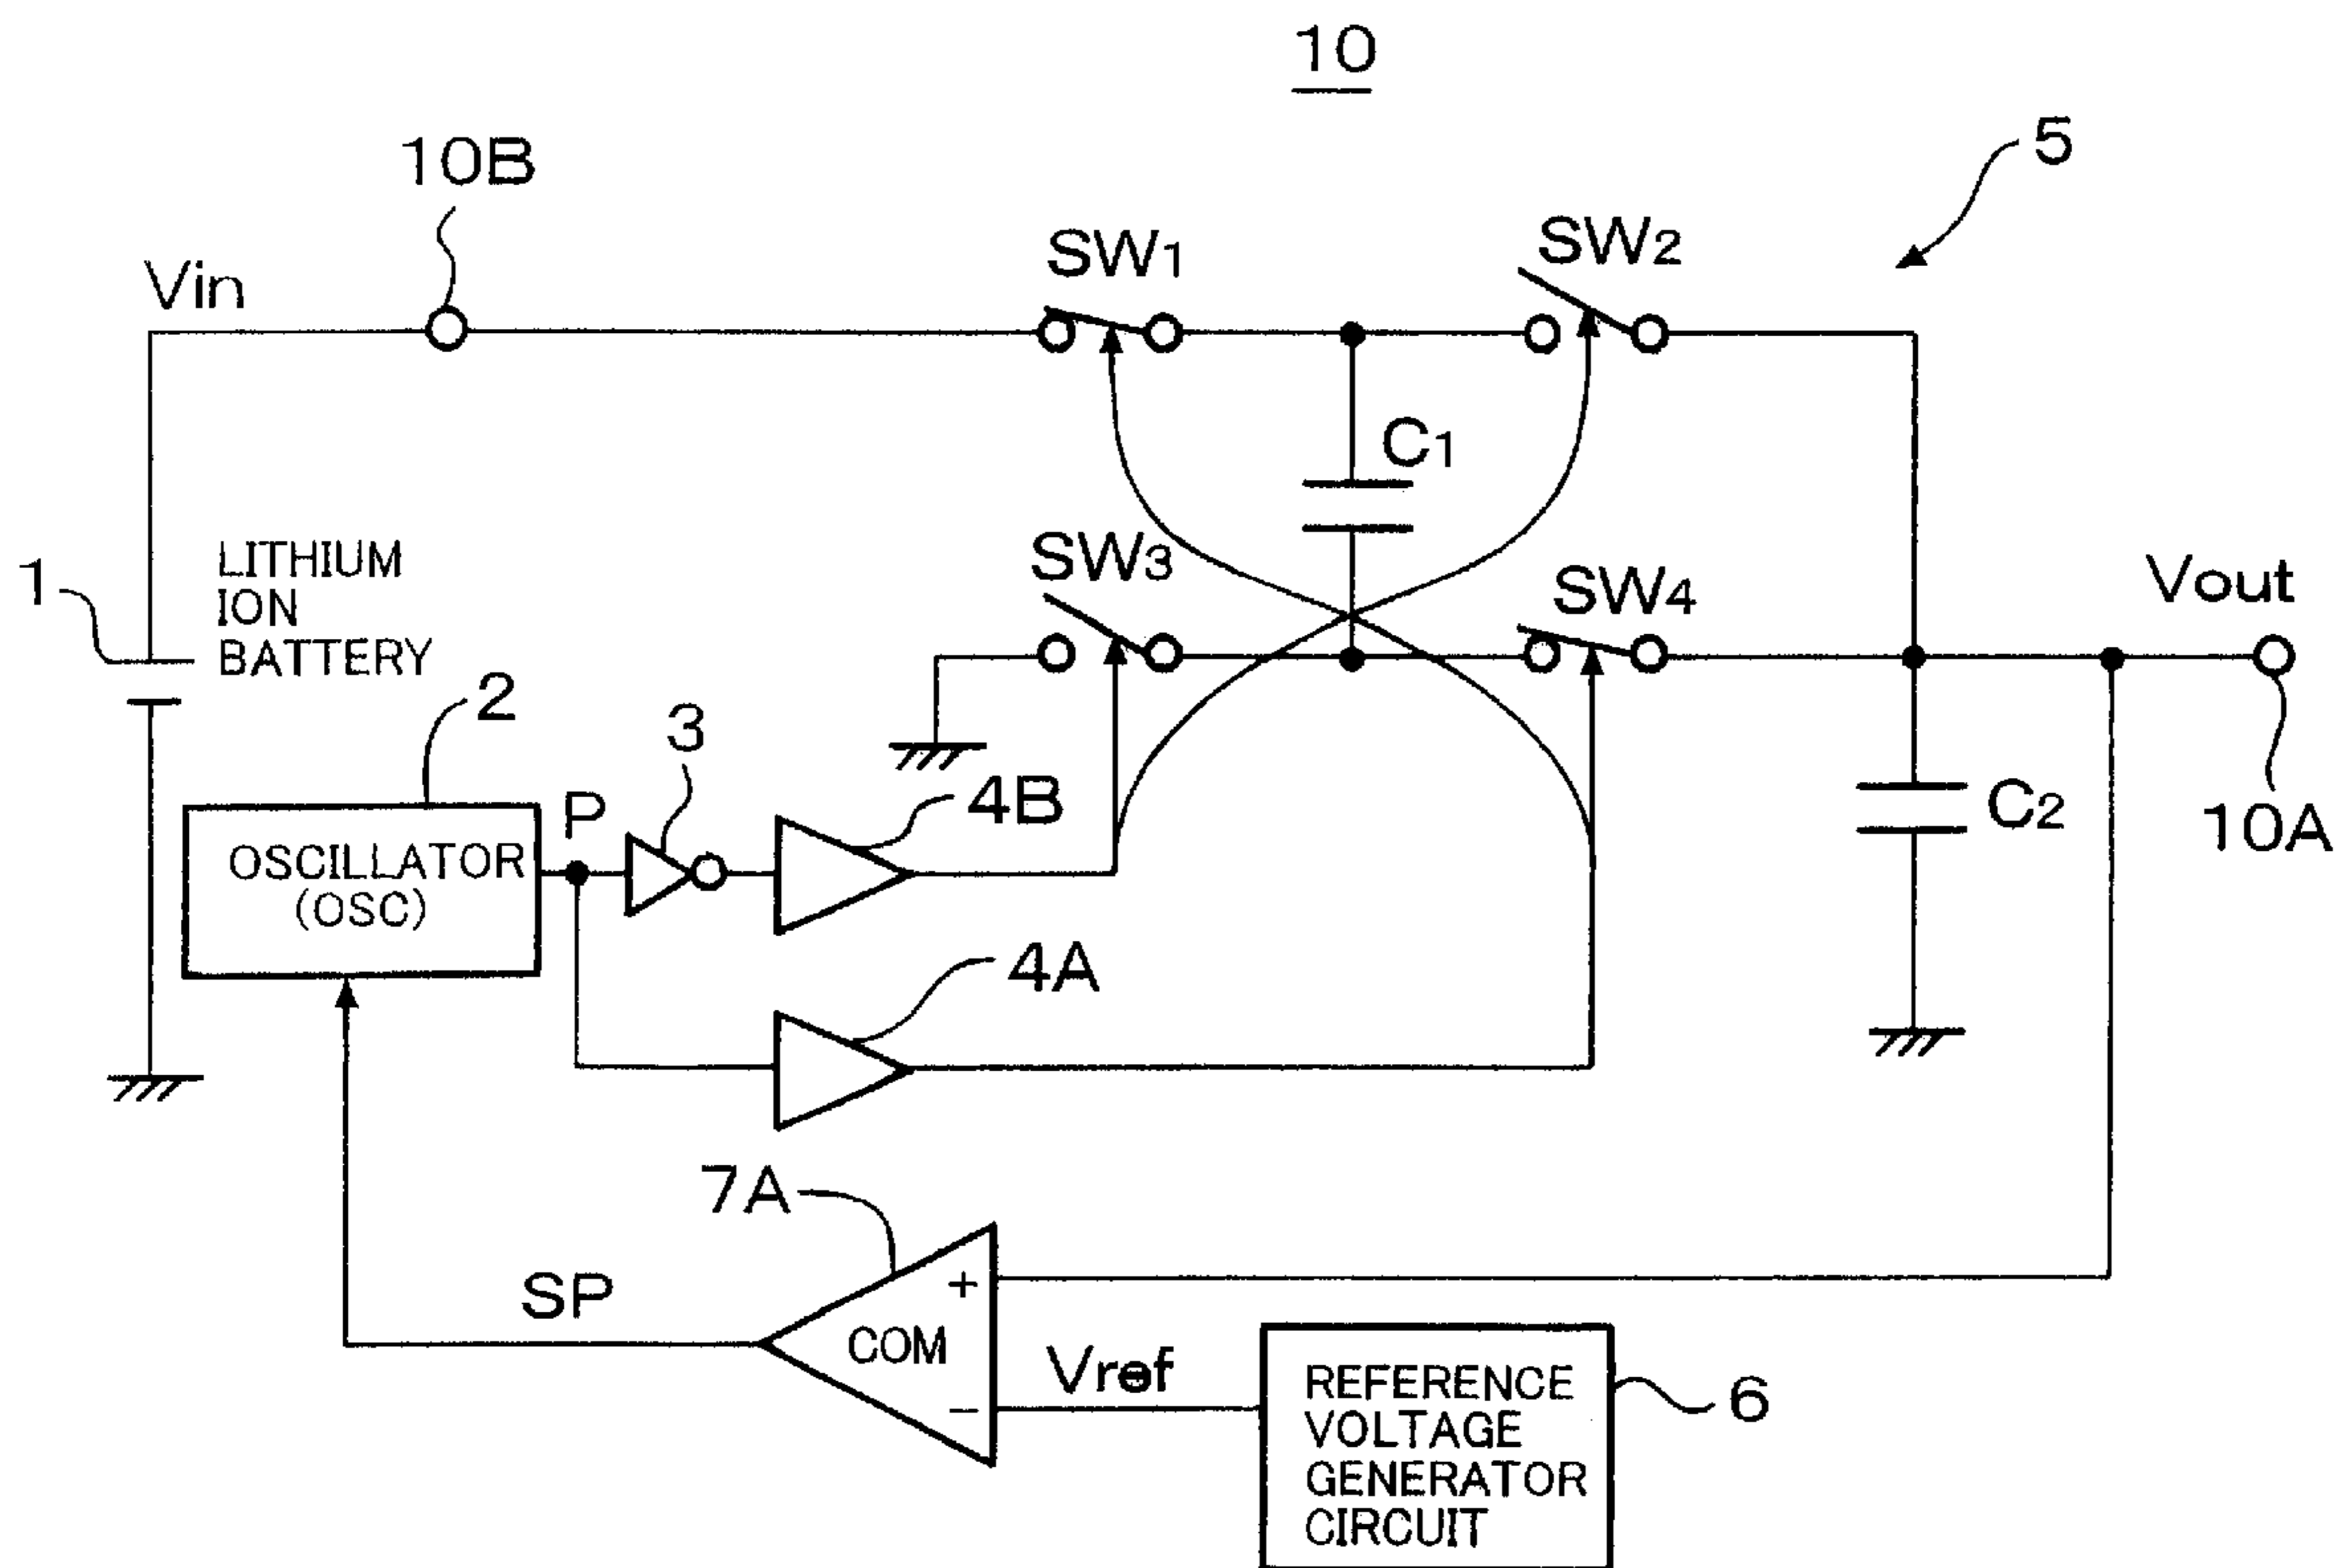 10
10B
5
Vin
SW1
SW2
C1
1
LITHIUM
ION
BATTERY
SW3
SW4
Vout
2
3
4B
P
OSCILLATOR
(OSC)
C2
10A
4A
7A
SP
+
COM
−
Vref
REFERENCE
VOLTAGE
GENERATOR
CIRCUIT
6